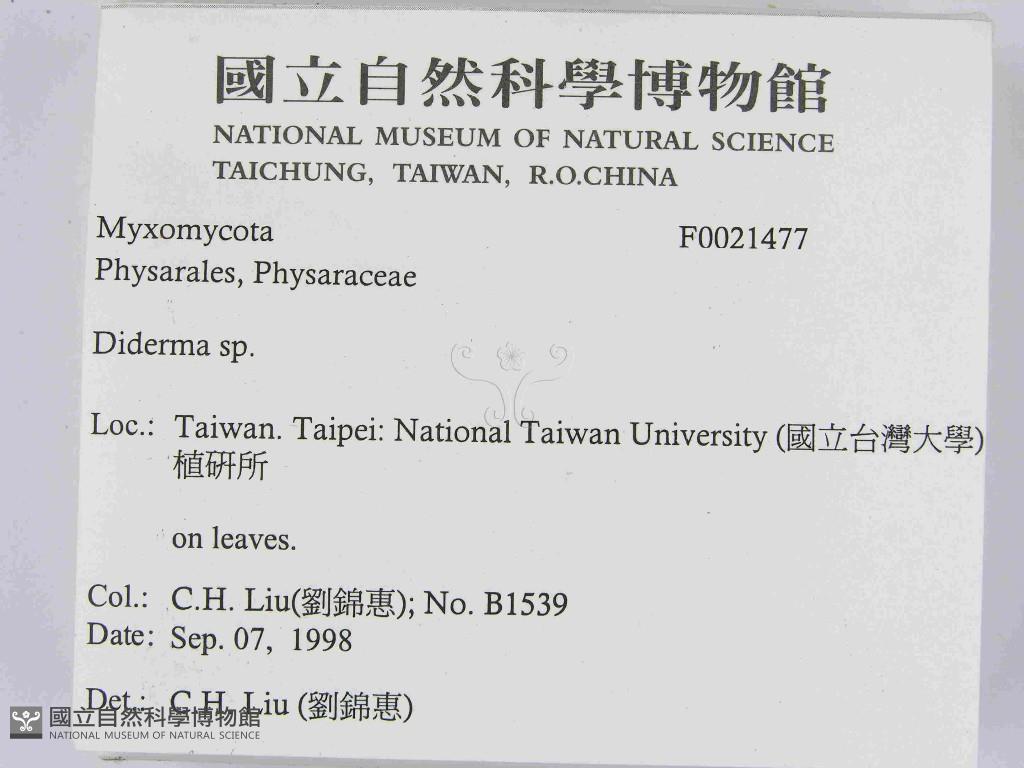 國立自然科學博物館
NATIONAL MUSEUM OF NATURAL SCIENCE
TAICHUNG, TAIWAN, R.O.CHINA
Myxomycota F0021477
Physarales, Physaraceae
Diderma sp.
Loc.: Taiwan. Taipei: National Taiwan University (國立台灣大學)
植硏所
on leaves.
Col.: C.H. Liu(劉錦惠); No. B1539
Date: Sep. 07, 1998
Det.: C.H. Liu (劉錦惠)
國立自然科學博物館
NATIONAL MUSEUM OF NATURAL SCIENCE